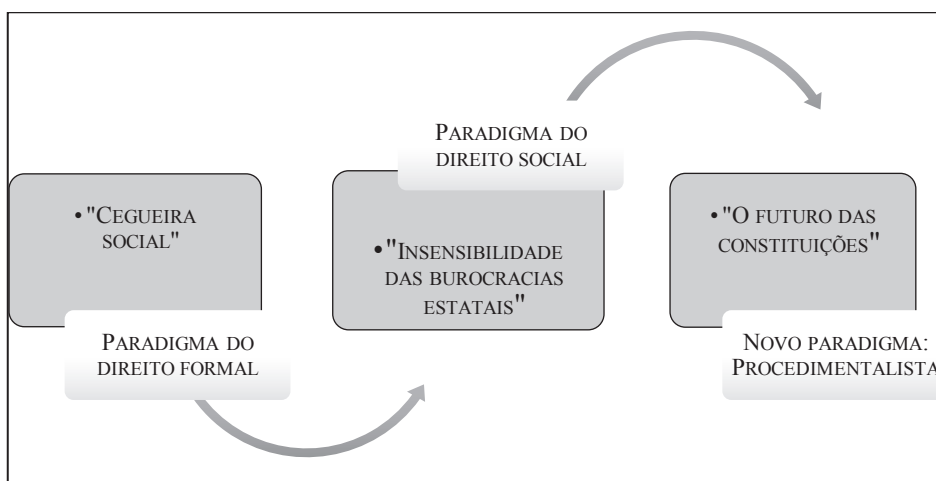 • "CEGUEIRA
SOCIAL"
PARADIGMA DO
DIREITO FORMAL
PARADIGMA DO
DIREITO SOCIAL
• "INSENSIBILIDADE
DAS BUROCRACIAS
ESTATAIS"
• "O FUTURO DAS
CONSTITUIÇÕES"
NOVO PARADIGMA:
PROCEDIMENTALISTA